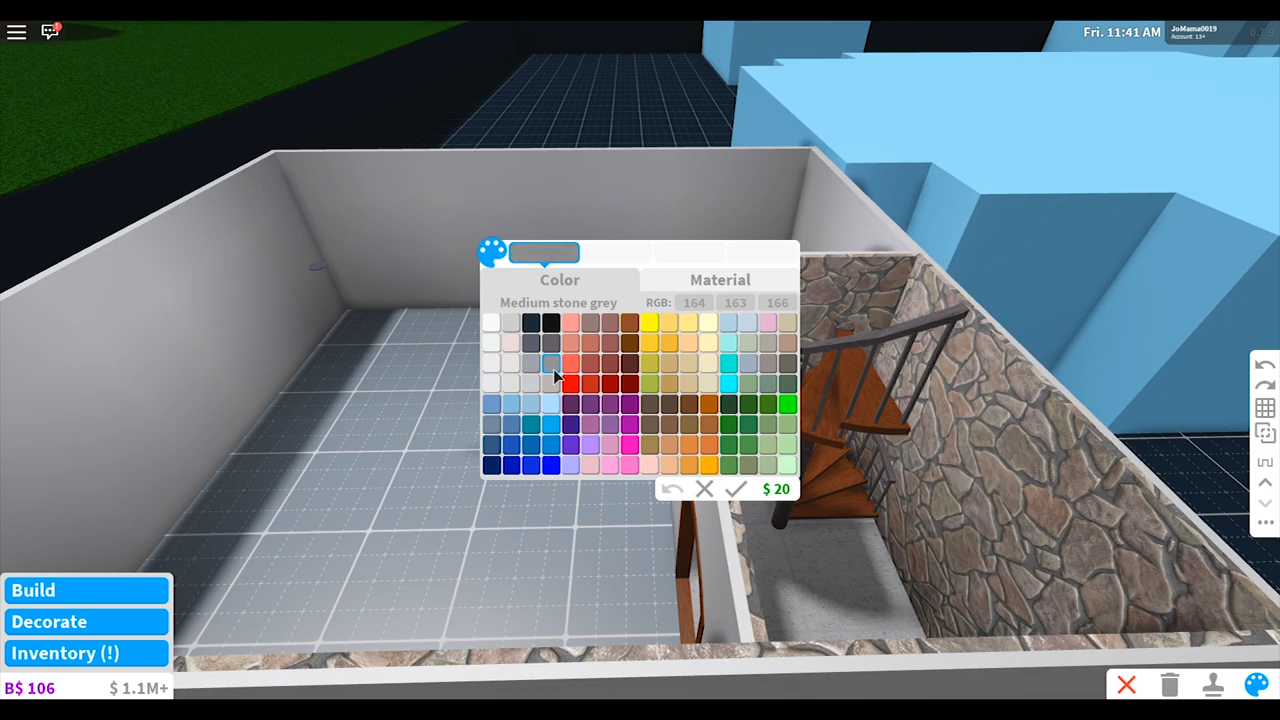 Fri. 11:41 AM
JoMama0019
Account: 13+
Color
Material
Medium stone grey
RGB: 164 163 166
$ 20
Build
Decorate
Inventory (!)
B$ 106
$ 1.1M+